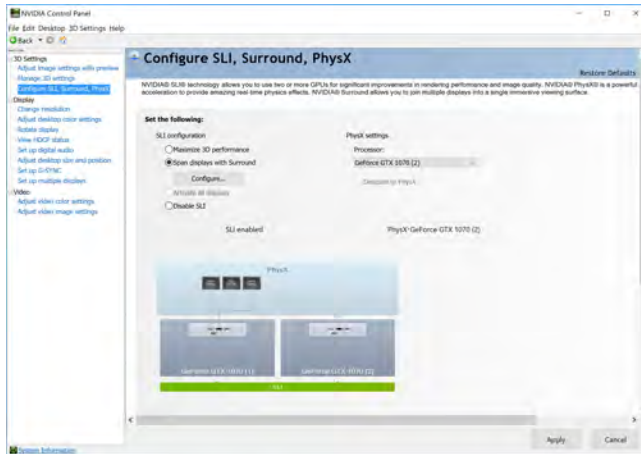 NVIDIA Control Panel
File Edit Desktop 3D Settings Help
Back
3D Settings
Adjust image settings with preview
Manage 3D settings
Configure SLI, Surround, PhysX
Display
Change resolution
Adjust desktop color settings
Rotate display
View HDCP status
Set up digital audio
Adjust desktop size and position
Set up G-SYNC
Set up multiple displays
Video
Adjust video color settings
Adjust video image settings
System Information
Configure SLI, Surround, PhysX
Restore Defaults
NVIDIA® SLI® technology allows you to use two or more GPUs for significant improvements in rendering performance and image quality. NVIDIA® PhysX® is a powerful
acceleration to provide amazing real-time physics effects. NVIDIA® Surround allows you to join multiple displays into a single immersive viewing surface.
Set the following:
SLI configuration
Maximize 3D performance
Span displays with Surround
Configure...
Activate all displays
Disable SLI
PhysX settings
Processor:
GeForce GTX 1070 (2)
Dedicate to PhysX
SLI enabled
PhysX-GeForce GTX 1070 (2)
PhysX
GeForce GTX 1070 (1)
GeForce GTX 1070 (2)
SLI
Apply
Cancel